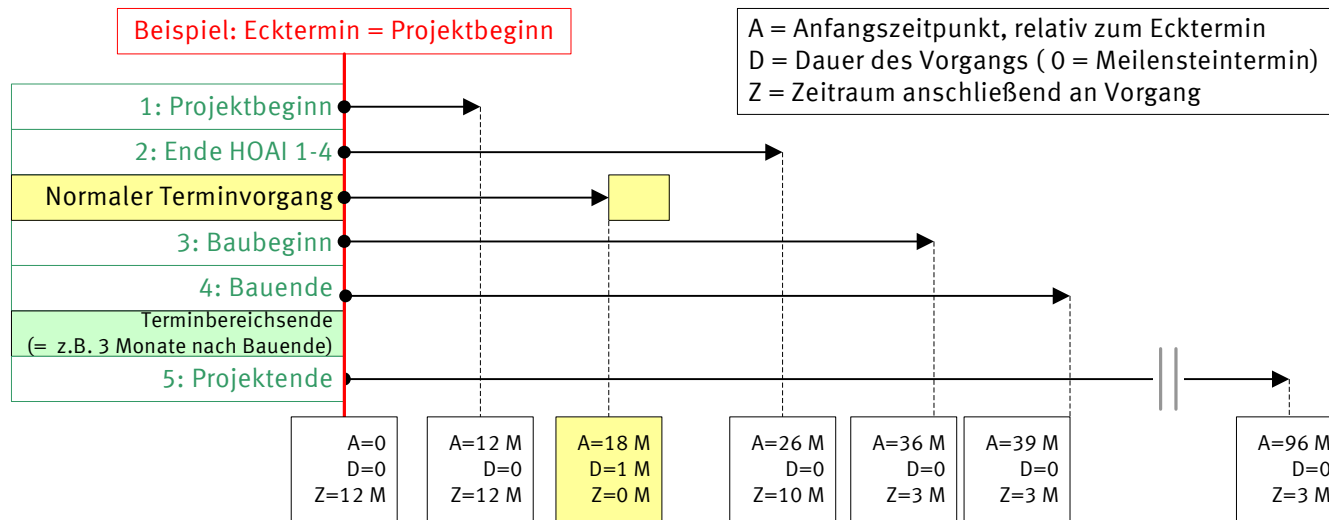 Beispiel: Ecktermin = Projektbeginn
A = Anfangszeitpunkt, relativ zum Ecktermin
D = Dauer des Vorgangs ( 0 = Meilensteintermin)
Z = Zeitraum anschließend an Vorgang
1: Projektbeginn
2: Ende HOAI 1-4
Normaler Terminvorgang
3: Baubeginn
4: Bauende
Terminbereichsende
(= z.B. 3 Monate nach Bauende)
5: Projektende
A=0
D=0
Z=12 M
A=12 M
D=0
Z=12 M
A=18 M
D=1 M
Z=0 M
A=26 M
D=0
Z=10 M
A=36 M
D=0
Z=3 M
A=39 M
D=0
Z=3 M
A=96 M
D=0
Z=3 M